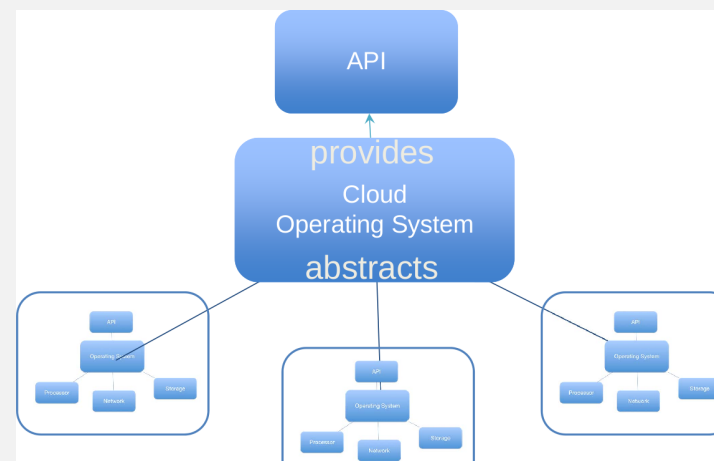 API
provides
Cloud
Operating System
abstracts
API
Operating System
Processor
Network
Storage
API
Operating System
Processor
Network
Storage
API
Operating System
Processor
Network
Storage